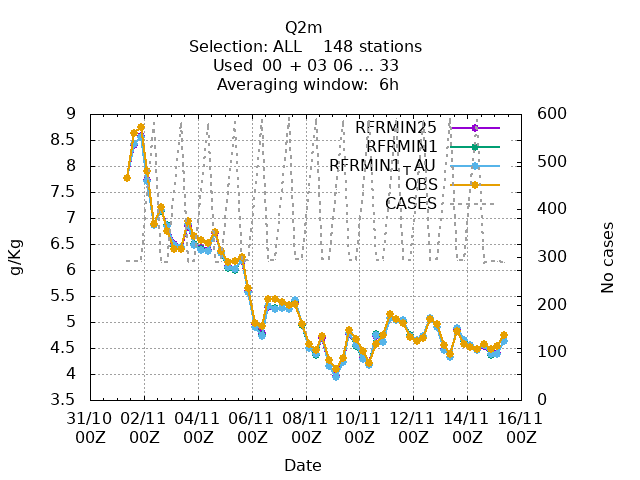 Q2m
Selection: ALL 148 stations
Used 00 + 03 06 ... 33
Averaging window: 6h
RFRMIN25
RFRMIN1
RFRMIN1_AU
OBS
CASES
g/Kg
9
8.5
8
7.5
7
6.5
6
5.5
5
4.5
4
3.5
600
500
400
300
200
100
0
No cases
31/10 02/11 04/11 06/11 08/11 10/11 12/11 14/11 16/11
00Z 00Z 00Z 00Z 00Z 00Z 00Z 00Z 00Z
Date